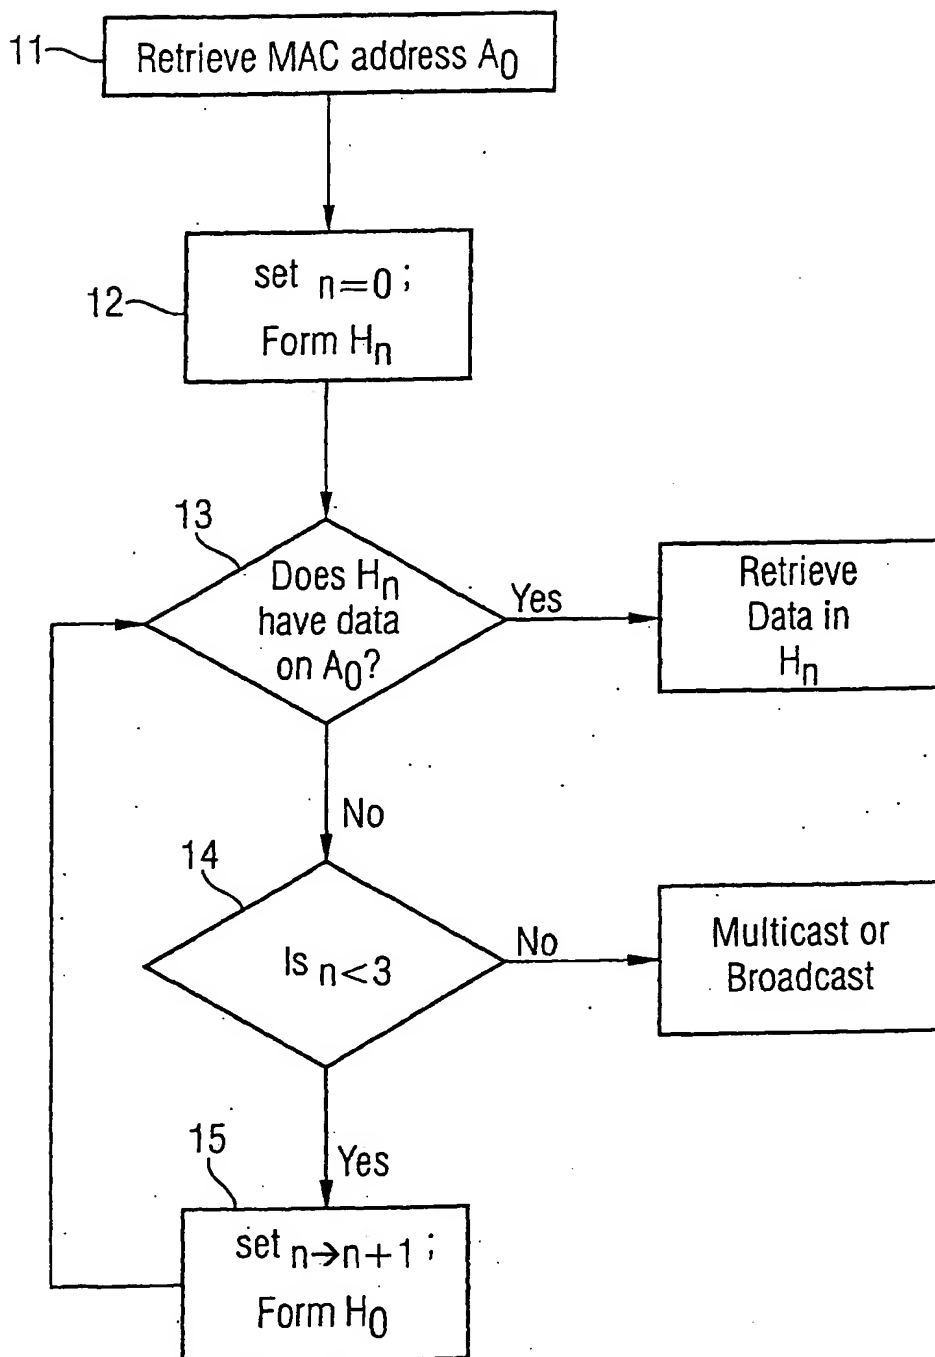 11
Retrieve MAC address A0
12
set n=0 ;
Form Hn
13
Does Hn
have data
on A0?
Yes
Retrieve
Data in
Hn
No
14
Is n<3
No
Multicast or
Broadcast
Yes
15
set n→n+1 ;
Form H0